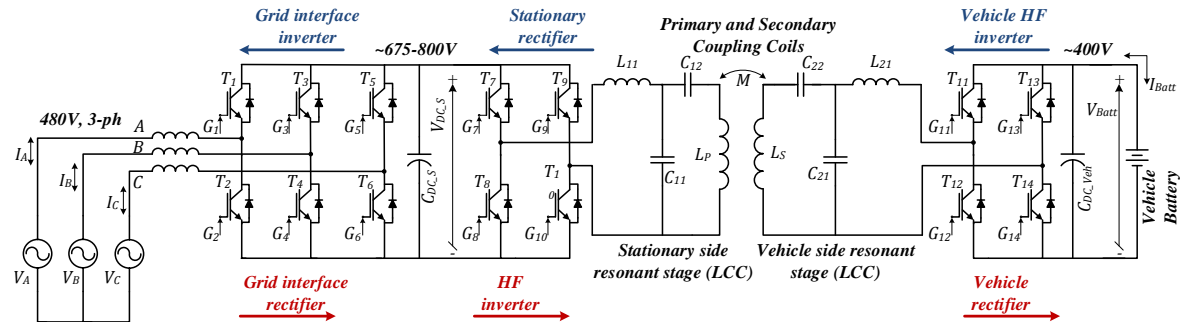 Grid interface
inverter
Stationary
rectifier
Primary and Secondary
Coupling Coils
Vehicle HF
inverter
~675-800V
~400V
480V, 3-ph
T1
T3
T5
T7
T9
T11
T13
G1
G3
G5
G7
G9
G11
G13
L11
C12
M
C22
L21
IBatt
+
VDC_S
CDC_S
+
VBatt
A
B
C
IA
IB
IC
T2
T4
T6
T8
T1
0
T12
T14
G2
G4
G6
G8
G10
G12
G14
C11
LP
LS
C21
CDC_Veh
Vehicle
Battery
-
-
VA
VB
VC
Stationary side
resonant stage (LCC)
Vehicle side resonant
stage (LCC)
Grid interface
rectifier
HF
inverter
Vehicle
rectifier